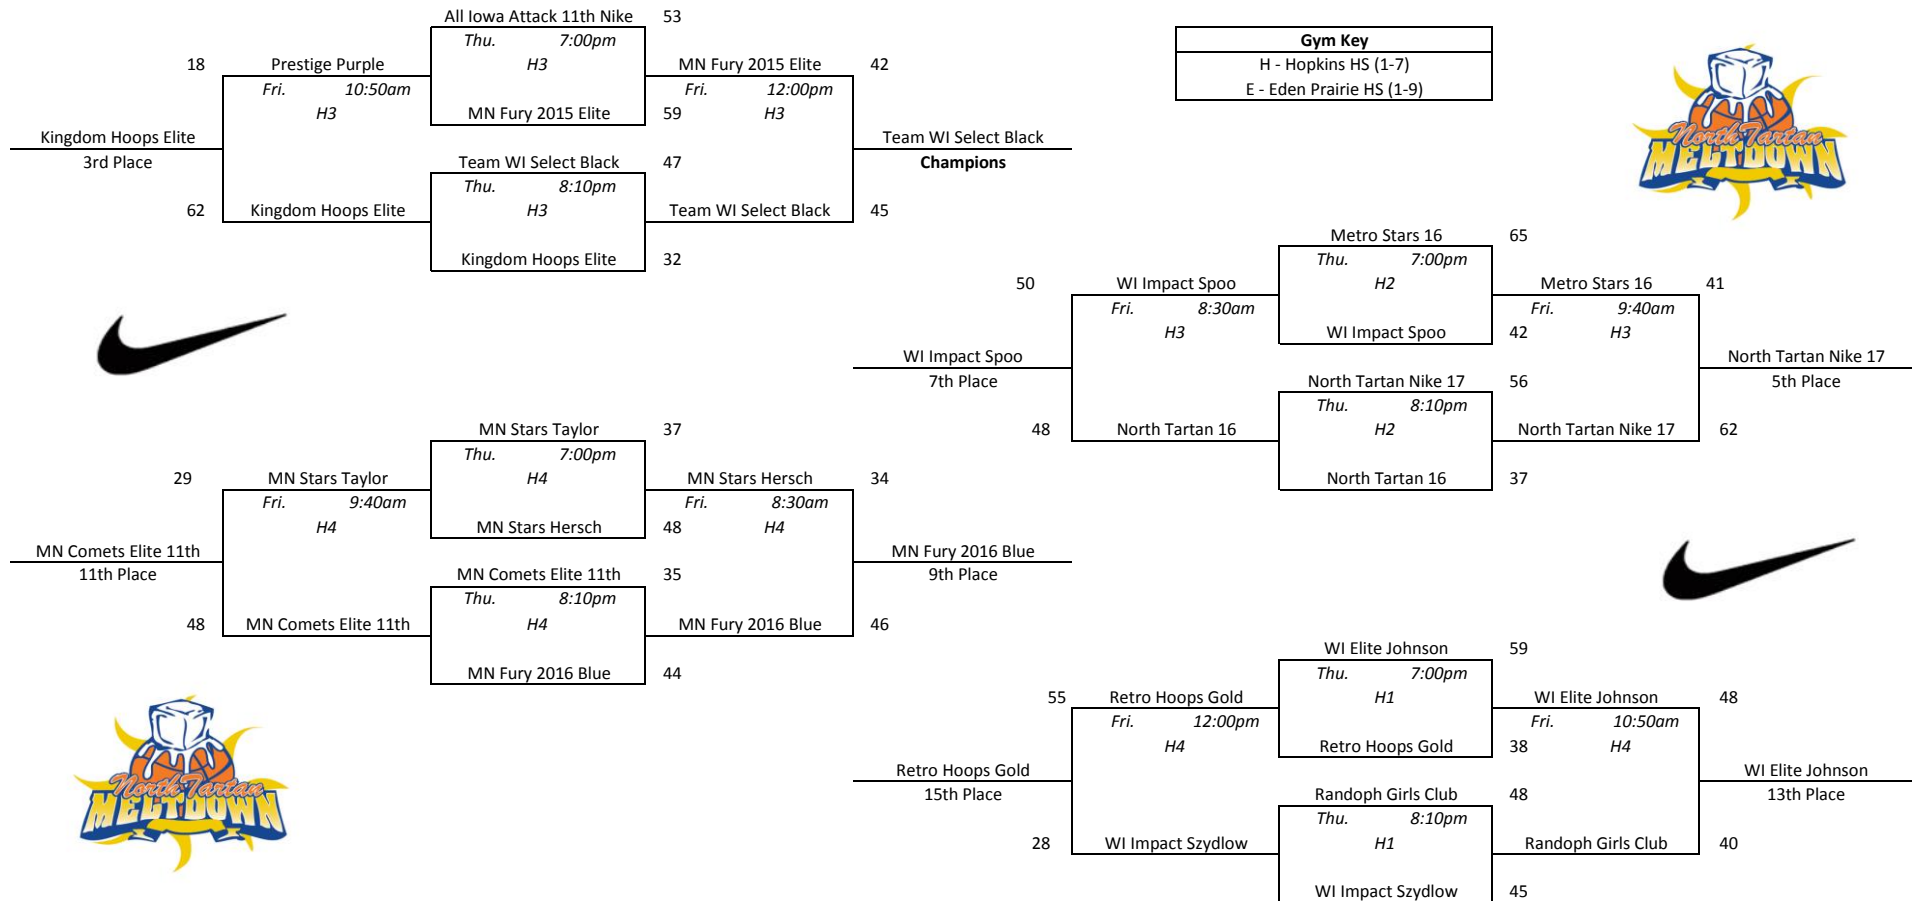 All Iowa Attack 11th Nike 53
Thu. 7:00pm
H3
18 Prestige Purple
MN Fury 2015 Elite 42
Fri. 10:50am
H3
Fri. 12:00pm
H3
MN Fury 2015 Elite 59
Kingdom Hoops Elite
3rd Place
Team WI Select Black
Champions
Team WI Select Black 47
Thu. 8:10pm
H3
62 Kingdom Hoops Elite
Team WI Select Black 45
Kingdom Hoops Elite 32
Gym Key
H - Hopkins HS (1-7)
E - Eden Prairie HS (1-9)
North Tartan
MELTDOWN
Metro Stars 16 65
Thu. 7:00pm
H2
50 WI Impact Spoo
Metro Stars 16 41
Fri. 8:30am
H3
Fri. 9:40am
H3
WI Impact Spoo 42
WI Impact Spoo
7th Place
North Tartan Nike 17
5th Place
North Tartan Nike 17 56
Thu. 8:10pm
H2
48 North Tartan 16
North Tartan Nike 17 62
North Tartan 16 37
MN Stars Taylor 37
Thu. 7:00pm
H4
29 MN Stars Taylor
MN Stars Hersch 34
Fri. 9:40am
H4
Fri. 8:30am
H4
MN Stars Hersch 48
MN Comets Elite 11th
11th Place
MN Fury 2016 Blue
9th Place
MN Comets Elite 11th 35
Thu. 8:10pm
H4
48 MN Comets Elite 11th
MN Fury 2016 Blue 46
MN Fury 2016 Blue 44
North Tartan
MELTDOWN
WI Elite Johnson 59
Thu. 7:00pm
H1
55 Retro Hoops Gold
WI Elite Johnson 48
Fri. 12:00pm
H4
Fri. 10:50am
H4
Retro Hoops Gold 38
Retro Hoops Gold
15th Place
WI Elite Johnson
13th Place
Randoph Girls Club 48
Thu. 8:10pm
H1
28 WI Impact Szydlow
Randoph Girls Club 40
WI Impact Szydlow 45